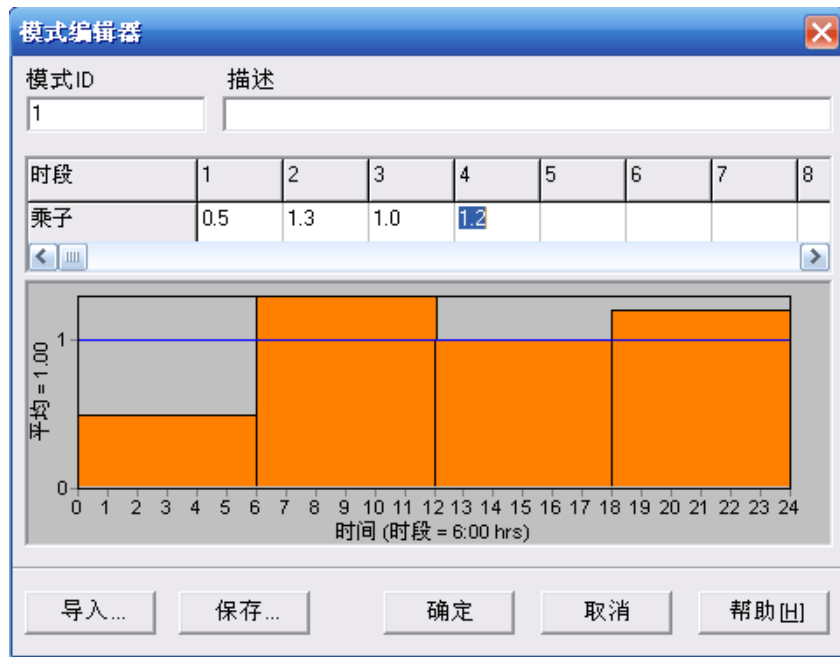 模式编辑器
模式ID 描述
1
时段 1 2 3 4 5 6 7 8
乘子 0.5 1.3 1.0 1.2
平均 = 1.00
1
0
0 1 2 3 4 5 6 7 8 9 10 11 12 13 14 15 16 17 18 19 20 21 22 23 24
时间 (时段 = 6:00 hrs)
导入... 保存... 确定 取消 帮助[H]